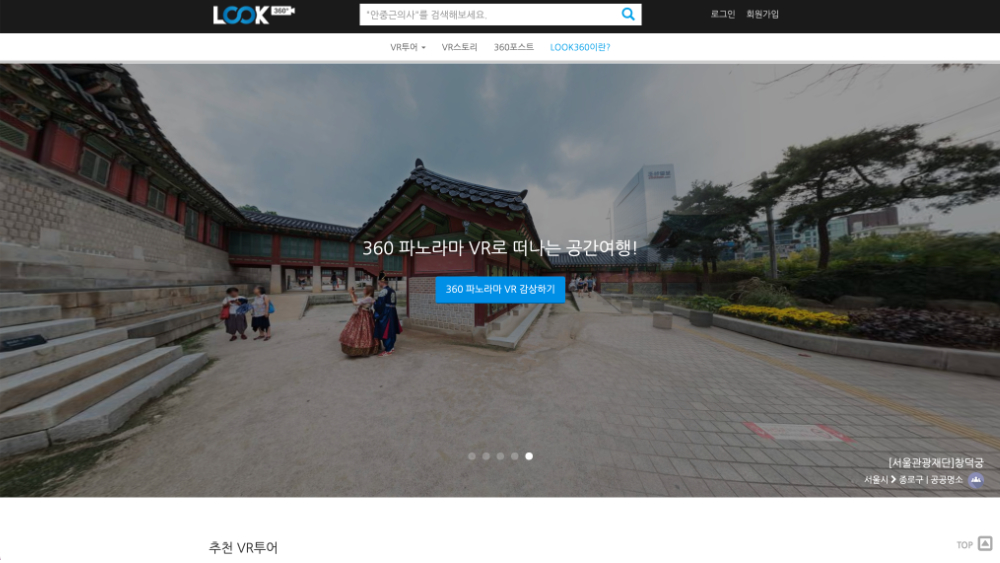 LOOK 360°
"안중근의사"를 검색해보세요.
로그인 회원가입
VR투어 VR스토리 360포스트 LOOK360이란?
360 파노라마 VR로 떠나는 공간여행!
360 파노라마 VR 감상하기
[서울관광재단]창덕궁
서울시 > 종로구 | 공공명소
추천 VR투어
TOP